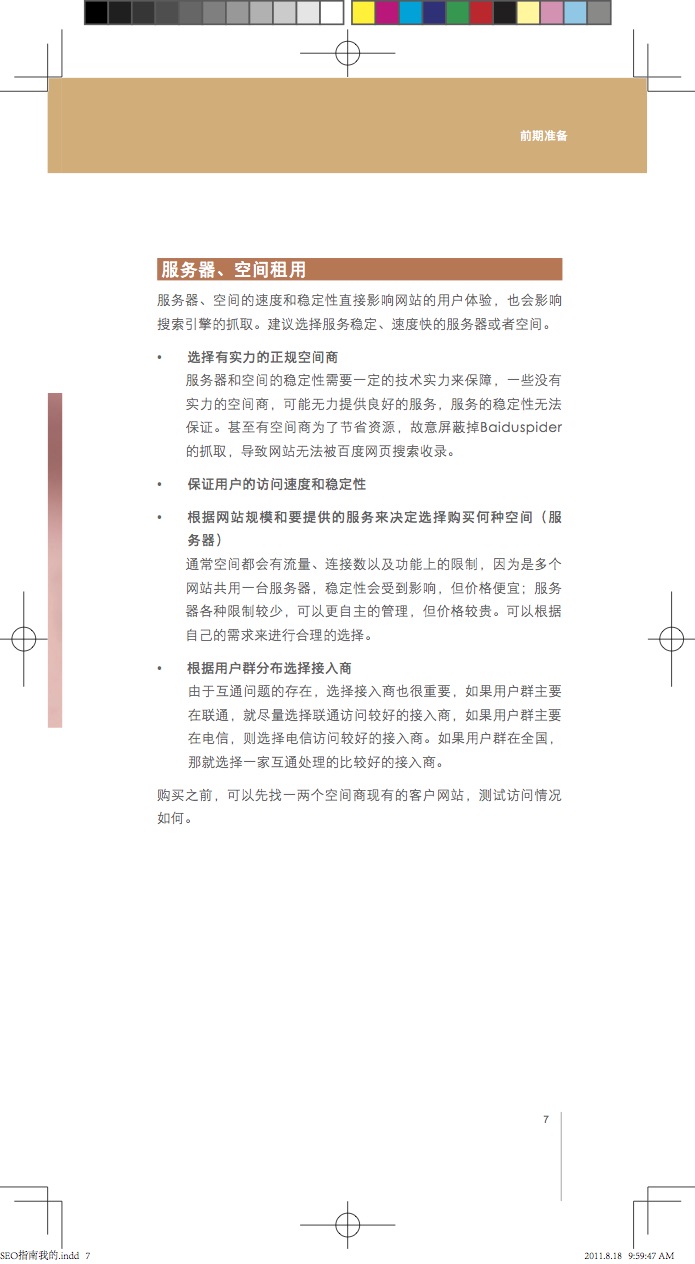 前期准备
服务器、空间租用
服务器、空间的速度和稳定性直接影响网站的用户体验，也会影响
搜索引擎的抓取。建议选择服务稳定、速度快的服务器或者空间。
• 选择有实力的正规空间商
服务器和空间的稳定性需要一定的技术实力来保障，一些没有
实力的空间商，可能无力提供良好的服务，服务的稳定性无法
保证。甚至有空间商为了节省资源，故意屏蔽掉Baiduspider
的抓取，导致网站无法被百度网页搜索收录。
• 保证用户的访问速度和稳定性
• 根据网站规模和要提供的服务来决定选择购买何种空间（服
务器）
通常空间都会有流量、连接数以及功能上的限制，因为是多个
网站共用一台服务器，稳定性会受到影响，但价格便宜；服务
器各种限制较少，可以更自主的管理，但价格较贵。可以根据
自己的需求来进行合理的选择。
• 根据用户群分布选择接入商
由于互通问题的存在，选择接入商也很重要，如果用户群主要
在联通，就尽量选择联通访问较好的接入商，如果用户群主要
在电信，则选择电信访问较好的接入商。如果用户群在全国，
那就选择一家互通处理的比较好的接入商。
购买之前，可以先找一两个空间商现有的客户网站，测试访问情况
如何。
7
SEO指南我的.indd 7
2011.8.18 9:59:47 AM